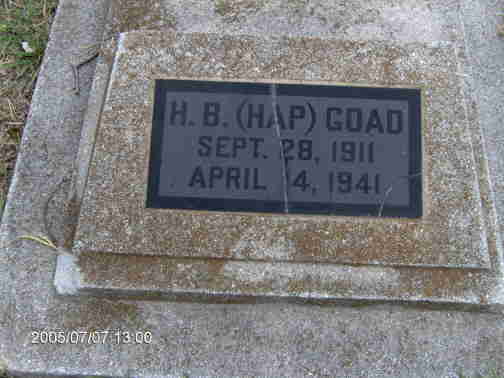 H. B. (HAP) GOAD
SEPT. 28, 1911
APRIL 14, 1941
2005/07/07 13:00